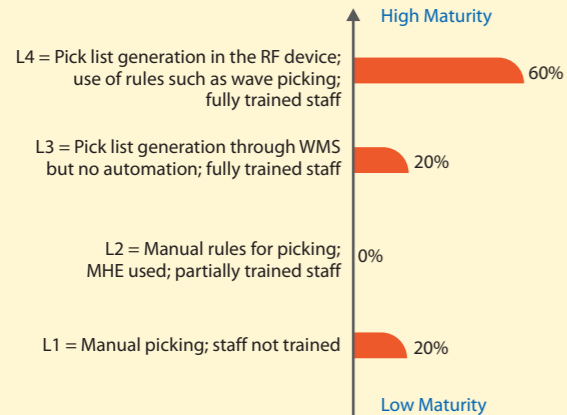 High Maturity
L4 = Pick list generation in the RF device;
use of rules such as wave picking;
fully trained staff
60%
L3 = Pick list generation through WMS
but no automation; fully trained staff
20%
L2 = Manual rules for picking;
MHE used; partially trained staff
0%
L1 = Manual picking; staff not trained
20%
Low Maturity